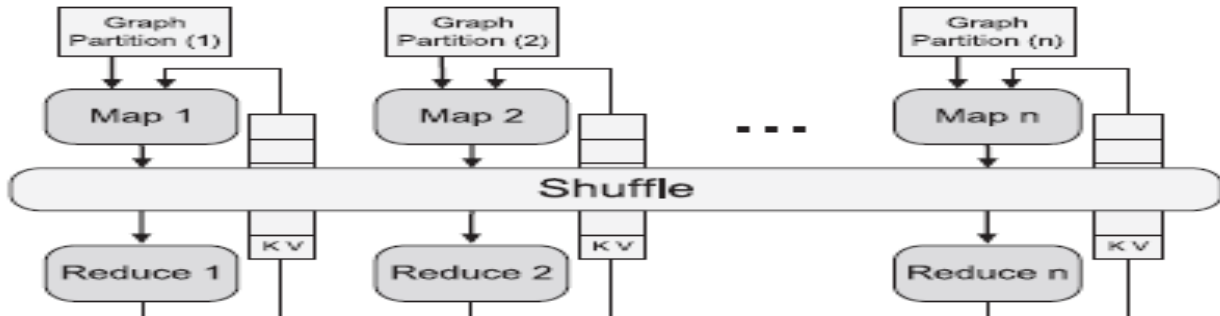 Graph
Partition (1)
Graph
Partition (2)
Graph
Partition (n)
Map 1
Map 2
...
Map n
Shuffle
K V
K V
K V
Reduce 1
Reduce 2
Reduce n